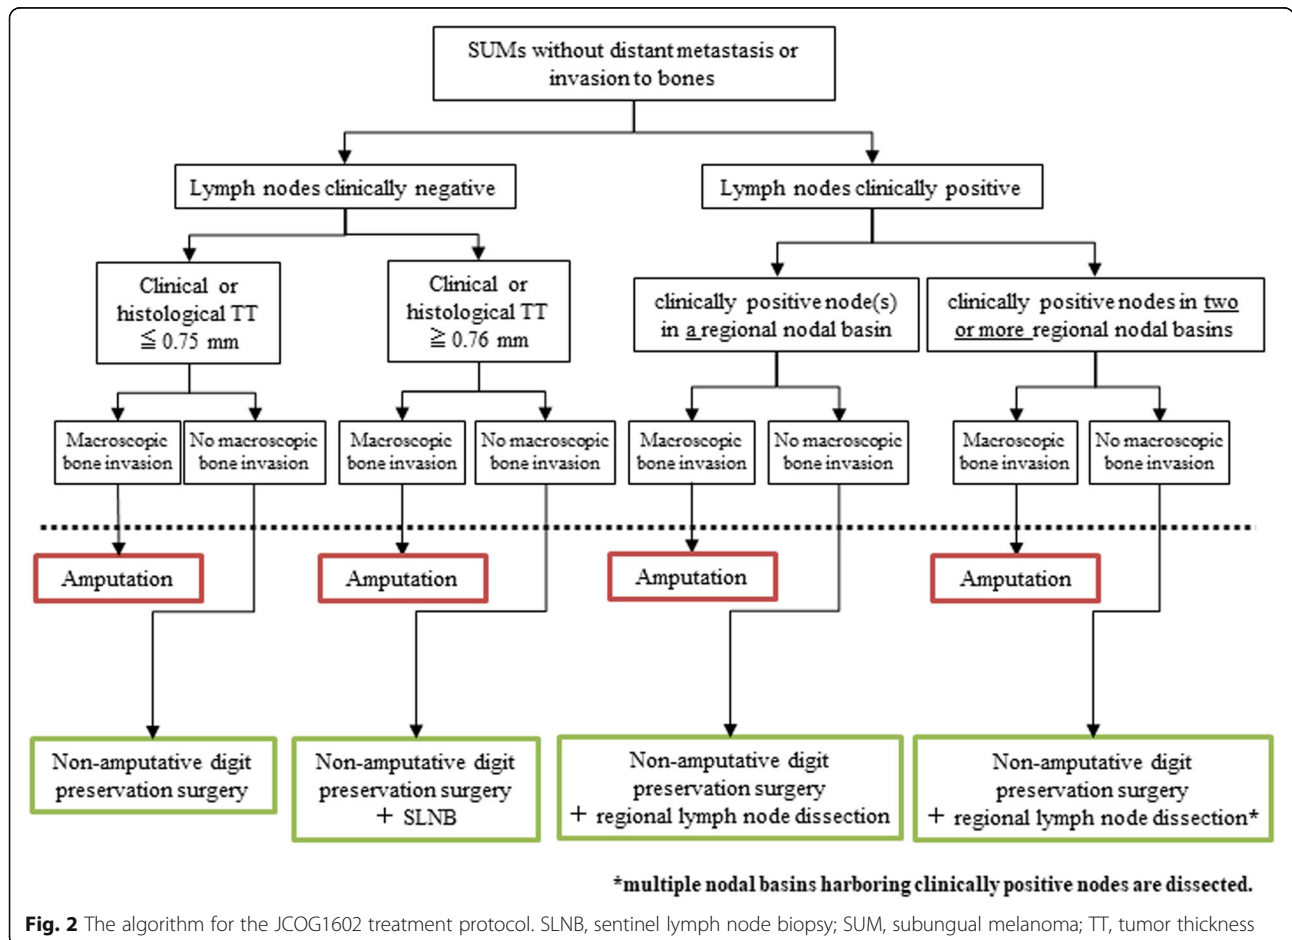 SUMs without distant metastasis or
invasion to bones
Lymph nodes clinically negative
Lymph nodes clinically positive
Clinical or
histological TT
≦ 0.75 mm
Clinical or
histological TT
≧ 0.76 mm
clinically positive node(s)
in a regional nodal basin
clinically positive nodes in two
or more regional nodal basins
Macroscopic
bone invasion
No macroscopic
bone invasion
Macroscopic
bone invasion
No macroscopic
bone invasion
Macroscopic
bone invasion
No macroscopic
bone invasion
Macroscopic
bone invasion
No macroscopic
bone invasion
Amputation
Amputation
Amputation
Amputation
Non-amputative digit
preservation surgery
Non-amputative digit
preservation surgery
+ SLNB
Non-amputative digit
preservation surgery
+ regional lymph node dissection
Non-amputative digit
preservation surgery
+ regional lymph node dissection*
*multiple nodal basins harboring clinically positive nodes are dissected.
Fig. 2 The algorithm for the JCOG1602 treatment protocol. SLNB, sentinel lymph node biopsy; SUM, subungual melanoma; TT, tumor thickness